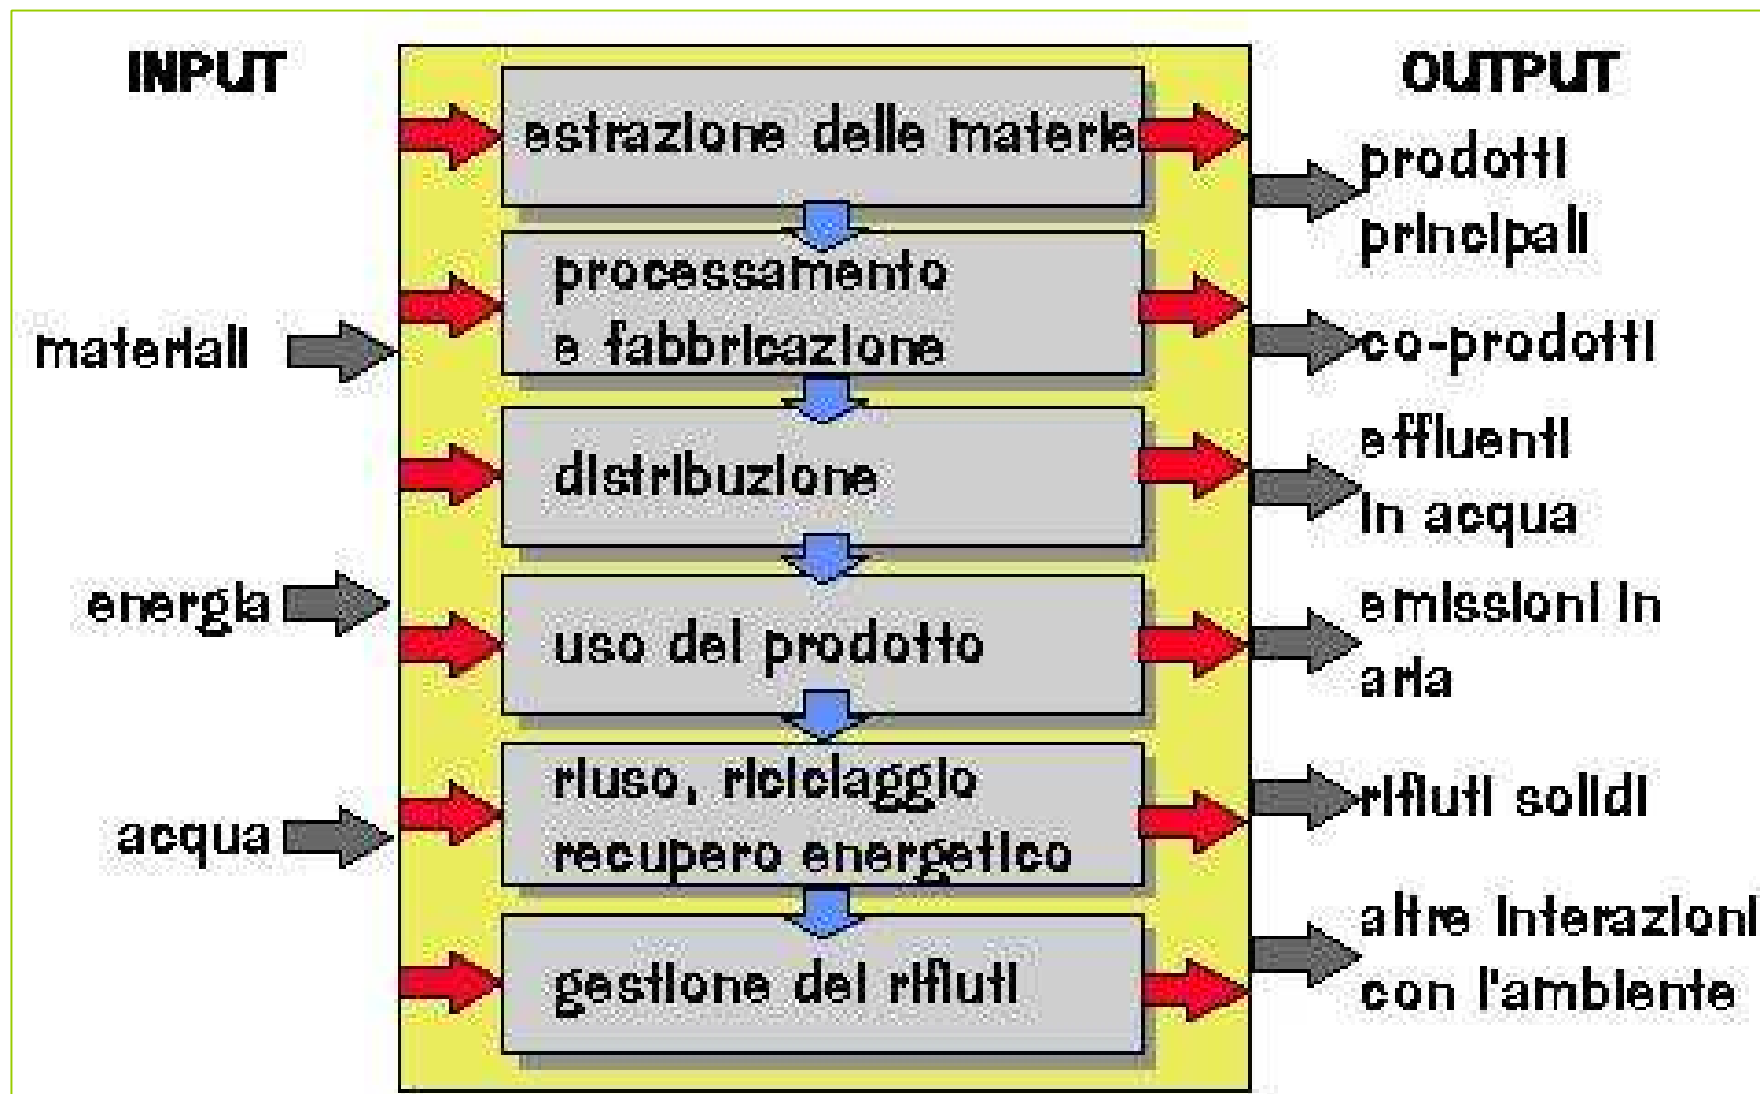 INPUT
OUTPUT
estrazione delle materie
prodotti
principali
processamento
e fabbricazione
materiali
co-prodotti
distribuzione
effluenti
in acqua
energia
uso del prodotto
emissioni in
aria
riuso, riciclaggio
recupero energetico
acqua
rifiuti solidi
gestione dei rifiuti
altre interazioni
con l'ambiente